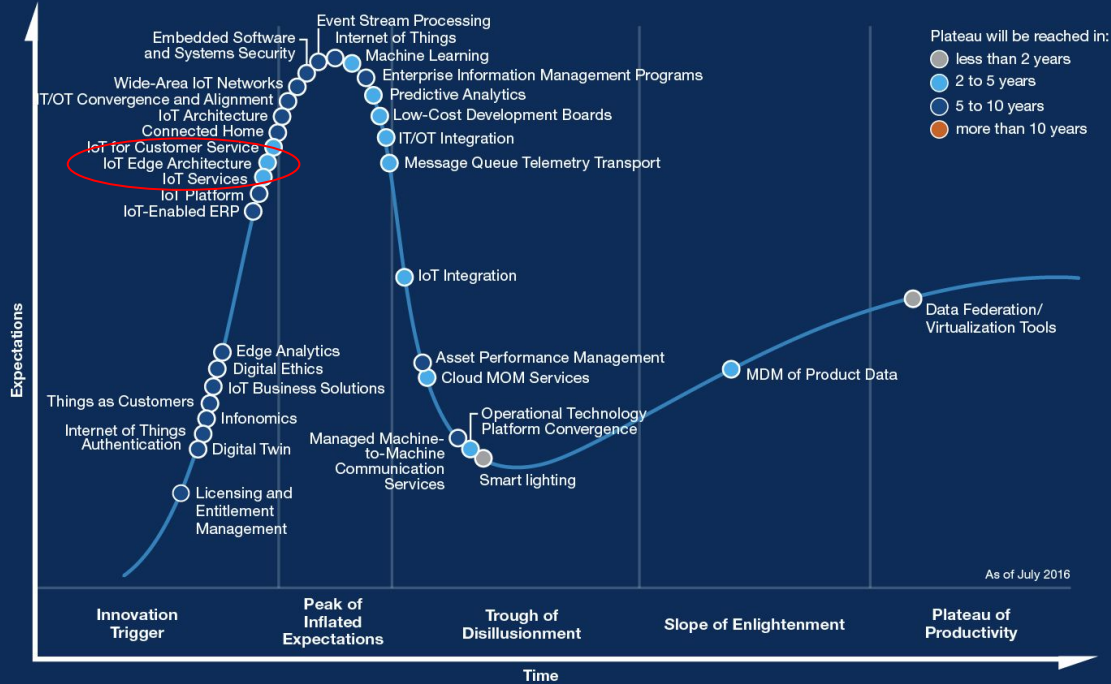 Event Stream Processing
Internet of Things
Embedded Software
and Systems Security
Machine Learning
Enterprise Information Management Programs
Wide-Area IoT Networks
Predictive Analytics
IT/OT Convergence and Alignment
Low-Cost Development Boards
IoT Architecture
Connected Home
IT/OT Integration
IoT for Customer Service
IoT Edge Architecture
Message Queue Telemetry Transport
IoT Services
IoT Platform
IoT-Enabled ERP
IoT Integration
Edge Analytics
Digital Ethics
IoT Business Solutions
Things as Customers
Infonomics
Internet of Things
Authentication
Digital Twin
Licensing and
Entitlement
Management
Asset Performance Management
Cloud MOM Services
Operational Technology
Platform Convergence
Managed Machine-
to-Machine
Communication
Services
Smart lighting
MDM of Product Data
Data Federation/
Virtualization Tools
Plateau will be reached in:
less than 2 years
2 to 5 years
5 to 10 years
more than 10 years
As of July 2016
Expectations
Innovation
Trigger
Peak of
Inflated
Expectations
Trough of
Disillusionment
Slope of Enlightenment
Plateau of
Productivity
Time